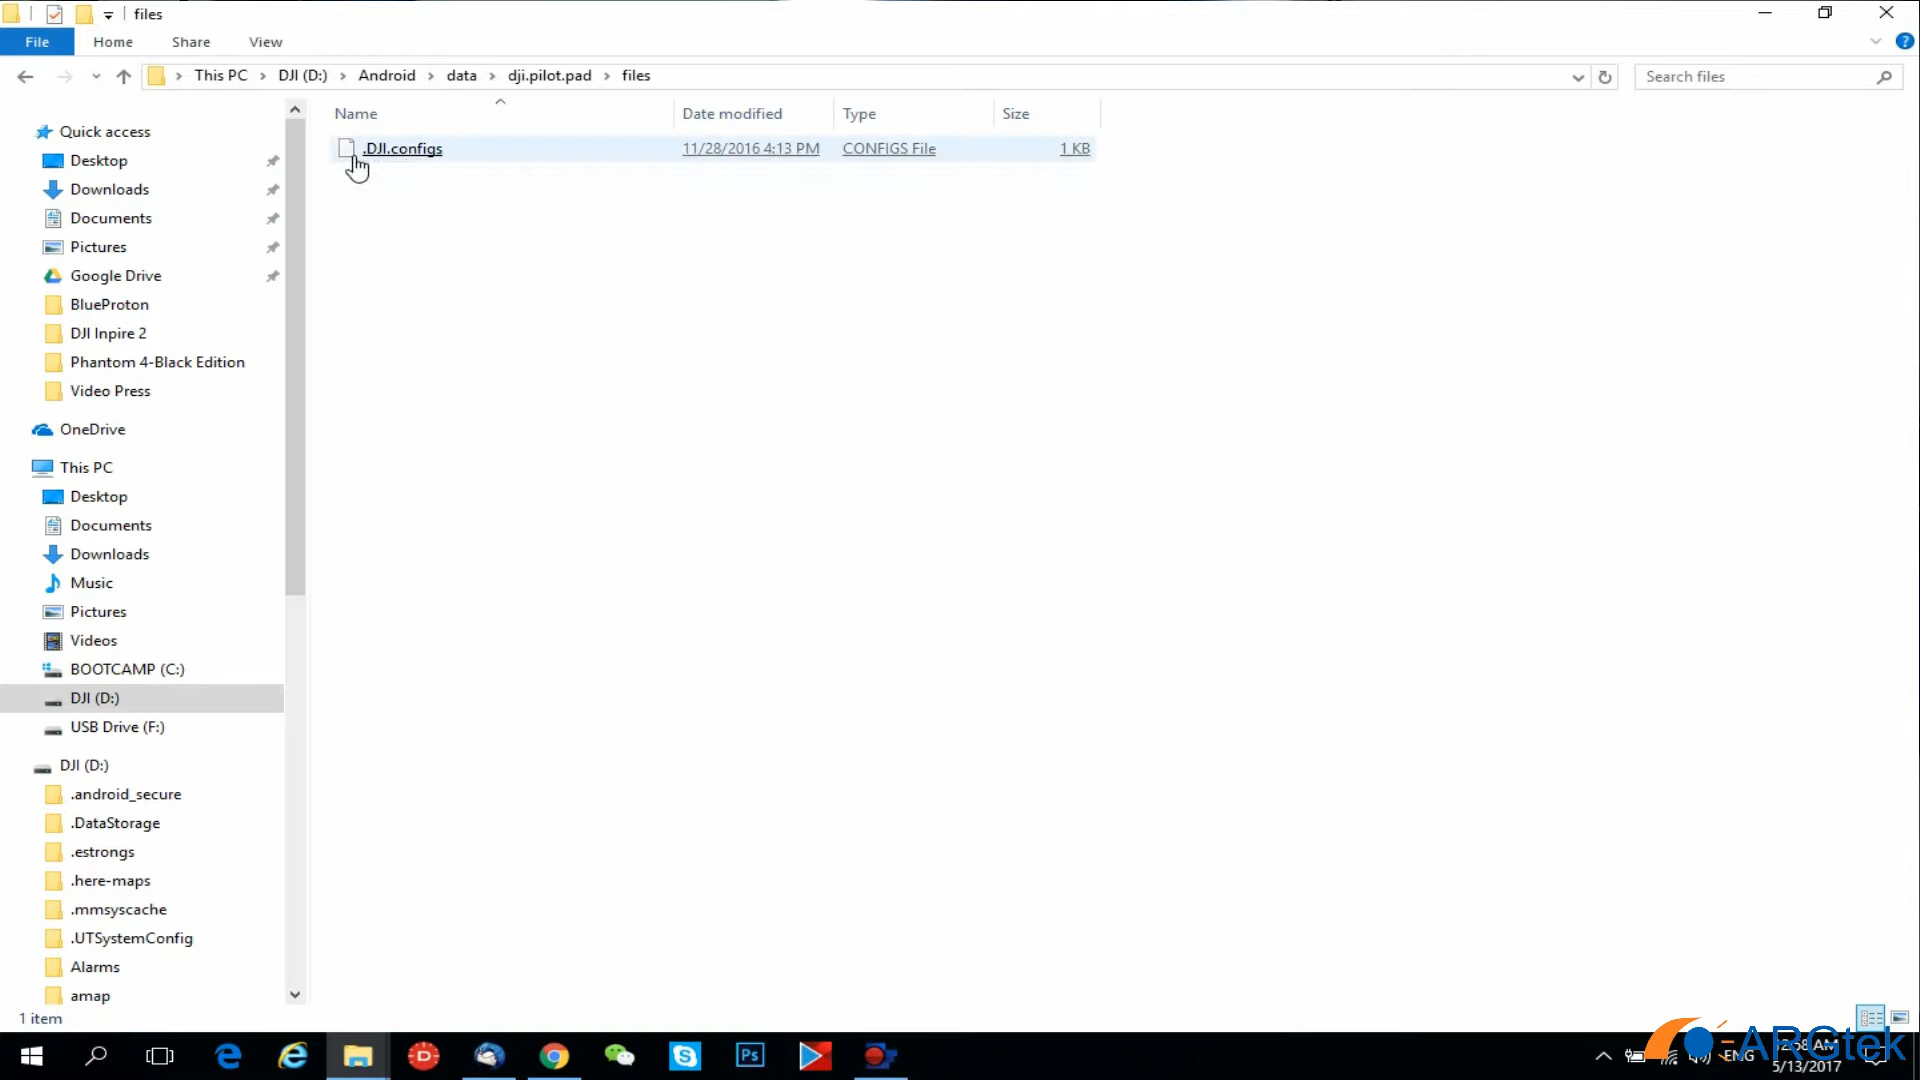 files
File Home Share View
This PC DJI (D:) Android data dji.pilot.pad files
Search files
Name Date modified Type Size
.DJI.configs 11/28/2016 4:13 PM CONFIGS File 1 KB
Quick access
Desktop
Downloads
Documents
Pictures
Google Drive
BlueProton
DJI Inpire 2
Phantom 4-Black Edition
Video Press
OneDrive
This PC
Desktop
Documents
Downloads
Music
Pictures
Videos
BOOTCAMP (C:)
DJI (D:)
USB Drive (F:)
DJI (D:)
.android_secure
.DataStorage
.estrongs
.here-maps
.mmsyscache
.UTSystemConfig
Alarms
amap
1 item
ENG 12:58 AM
5/13/2017
ARGtek